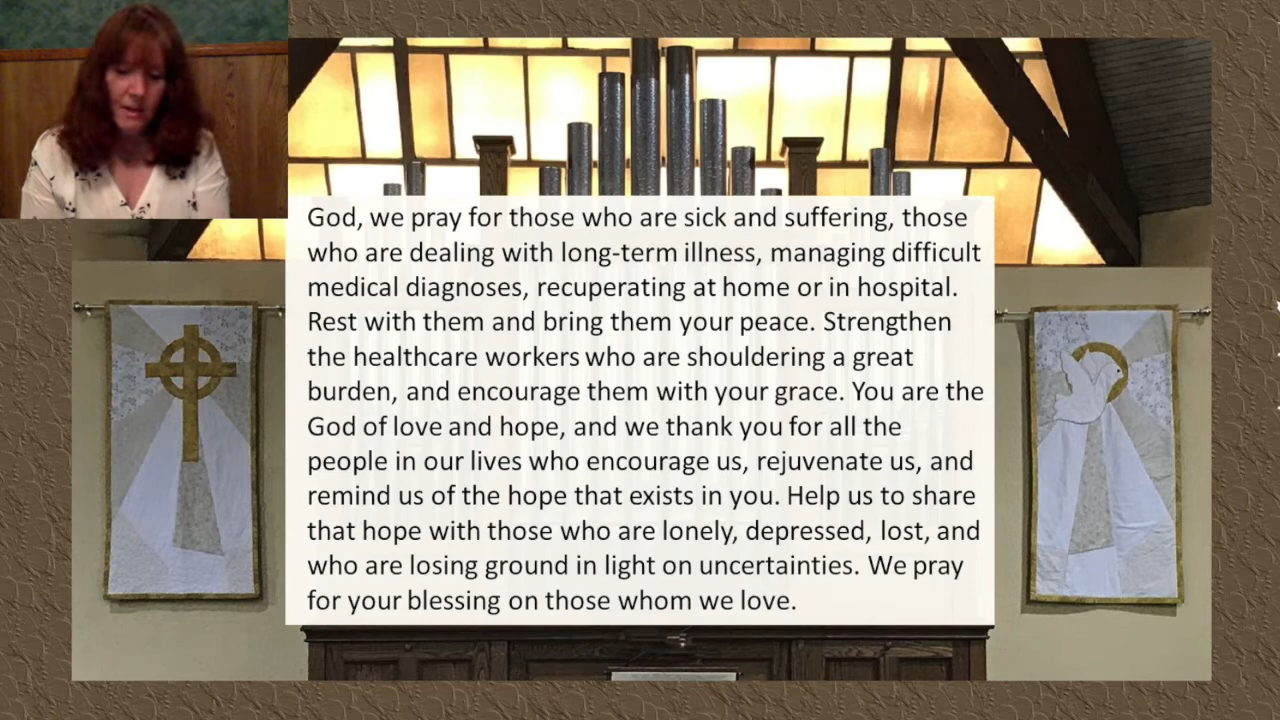 God, we pray for those who are sick and suffering, those
who are dealing with long-term illness, managing difficult
medical diagnoses, recuperating at home or in hospital.
Rest with them and bring them your peace. Strengthen
the healthcare workers who are shouldering a great
burden, and encourage them with your grace. You are the
God of love and hope, and we thank you for all the
people in our lives who encourage us, rejuvenate us, and
remind us of the hope that exists in you. Help us to share
that hope with those who are lonely, depressed, lost, and
who are losing ground in light on uncertainties. We pray
for your blessing on those whom we love.